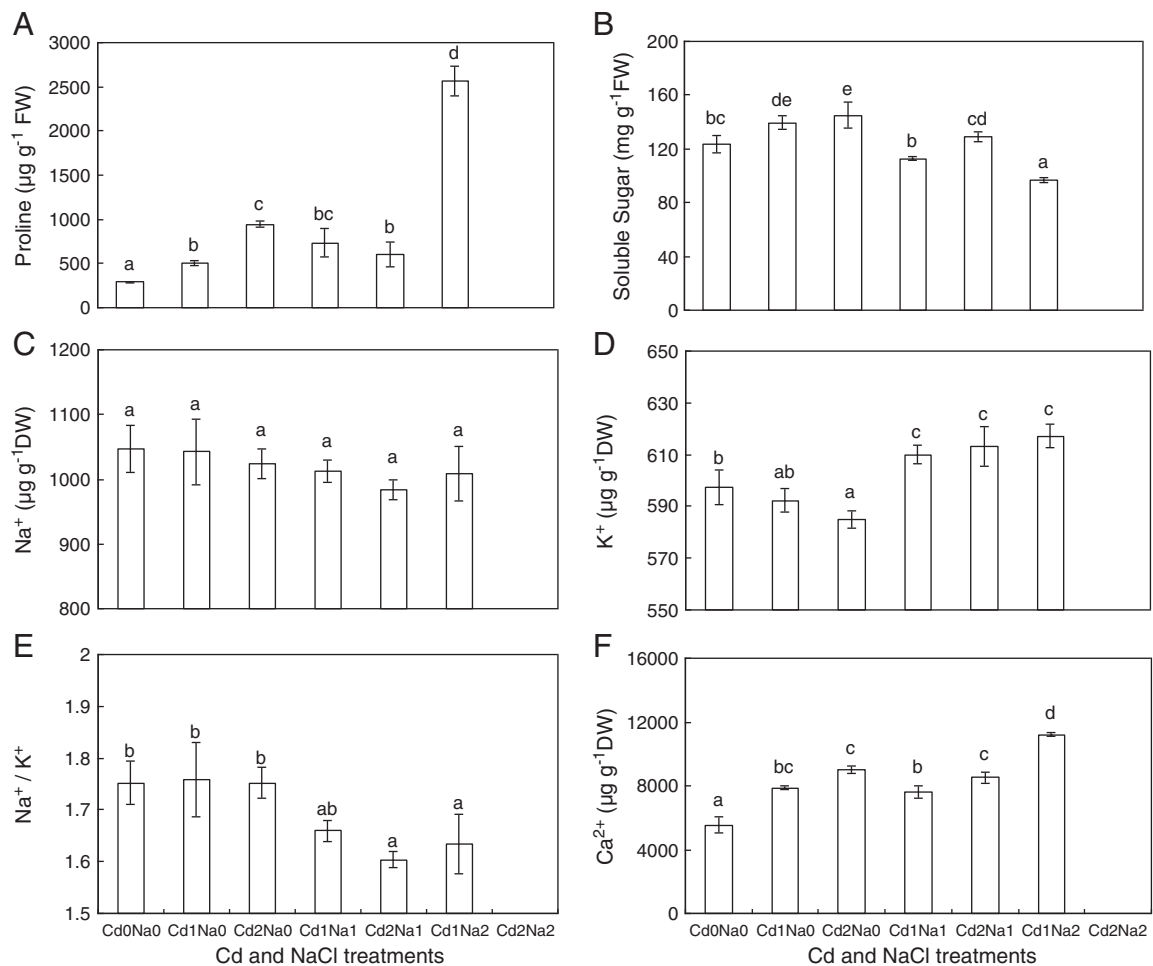 A
Proline (µg g⁻¹ FW)
3000
2500
2000
1500
1000
500
0
a
b
c
bc
b
d
B
Soluble Sugar (mg g⁻¹FW)
200
160
120
80
40
0
bc
de
e
b
cd
a
C
Na⁺ (µg g⁻¹DW)
1200
1100
1000
900
800
a
a
a
a
a
a
D
K⁺ (µg g⁻¹DW)
650
630
610
590
570
550
b
ab
a
c
c
c
E
Na⁺ / K⁺
2
1.9
1.8
1.7
1.6
1.5
b
b
b
ab
a
a
Cd0Na0 Cd1Na0 Cd2Na0 Cd1Na1 Cd2Na1 Cd1Na2 Cd2Na2
Cd and NaCl treatments
F
Ca²⁺ (µg g⁻¹DW)
16000
12000
8000
4000
0
a
bc
c
b
c
d
Cd0Na0 Cd1Na0 Cd2Na0 Cd1Na1 Cd2Na1 Cd1Na2 Cd2Na2
Cd and NaCl treatments